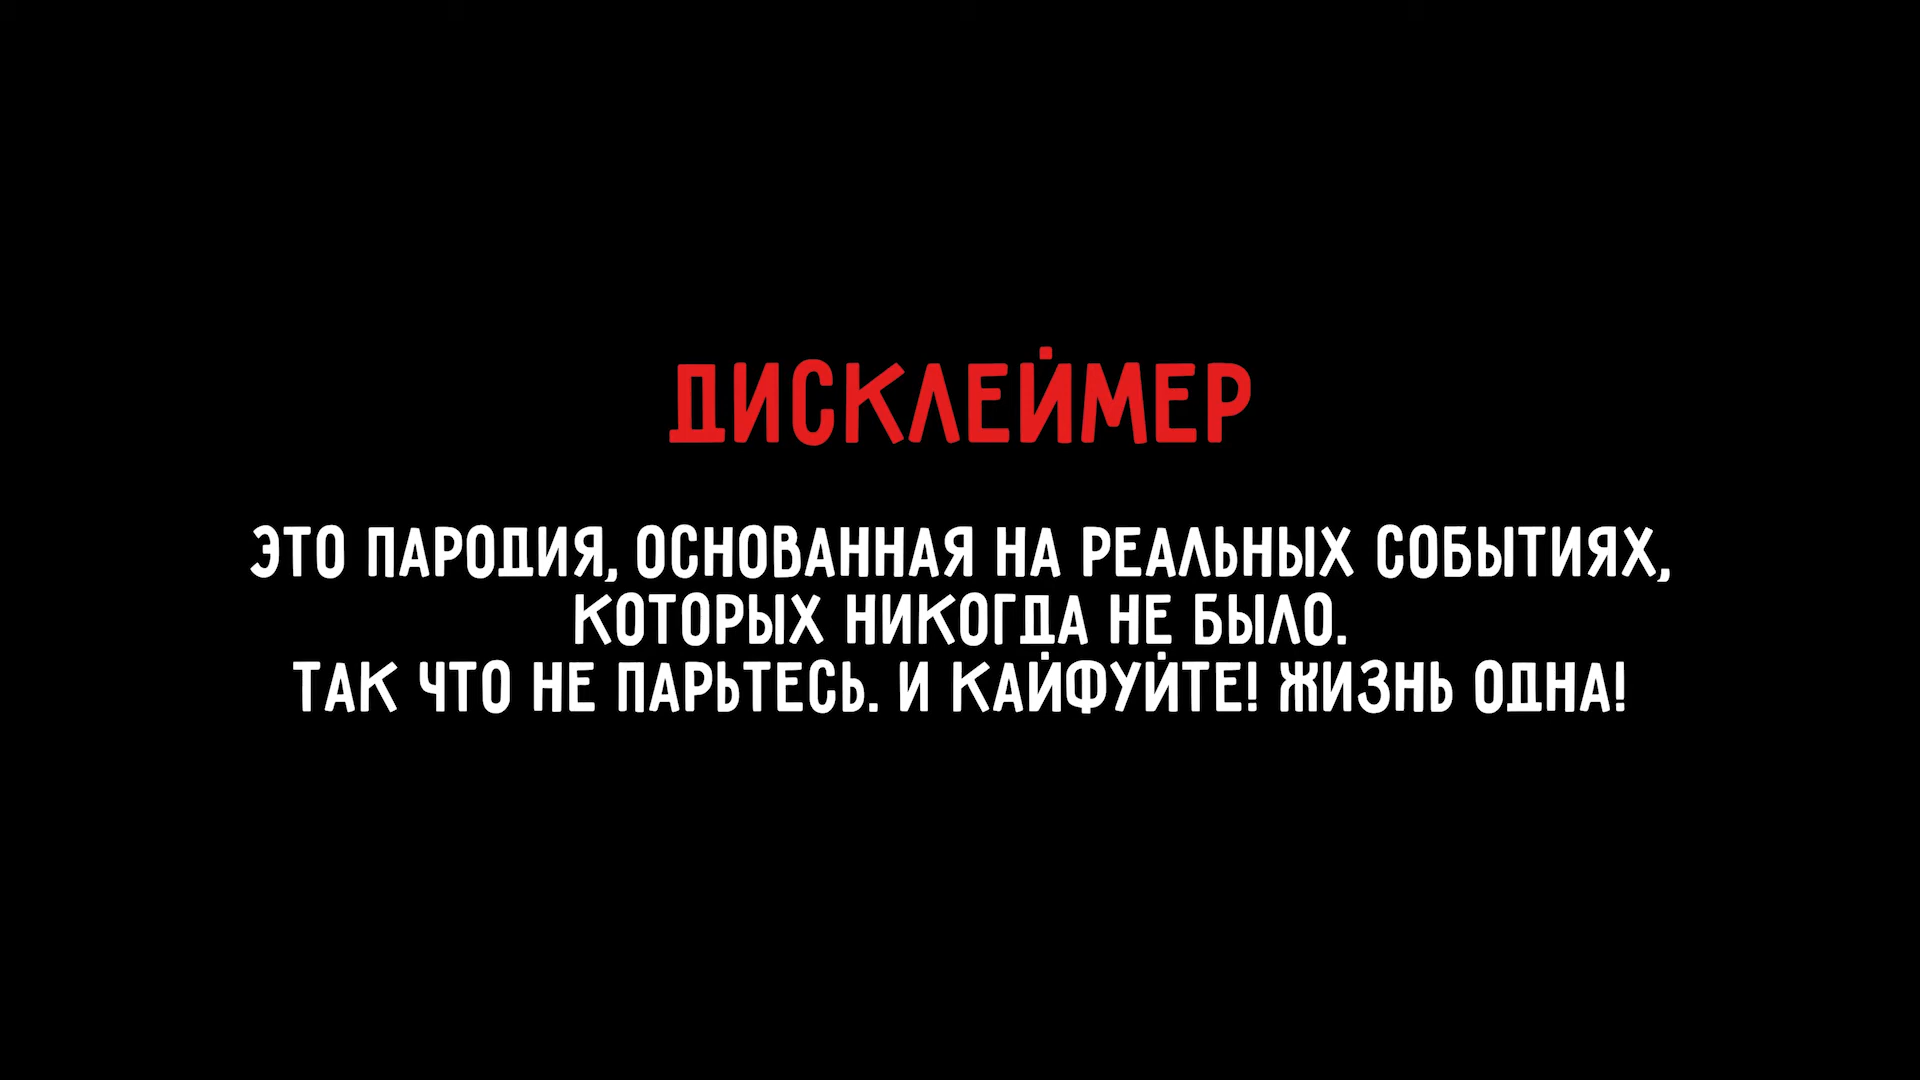 ДИСКЛЕЙМЕР
ЭТО ПАРОДИЯ, ОСНОВАННАЯ НА РЕАЛЬНЫХ СОБЫТИЯХ,
КОТОРЫХ НИКОГДА НЕ БЫЛО.
ТАК ЧТО НЕ ПАРЬТЕСЬ. И КАЙФУЙТЕ! ЖИЗНЬ ОДНА!